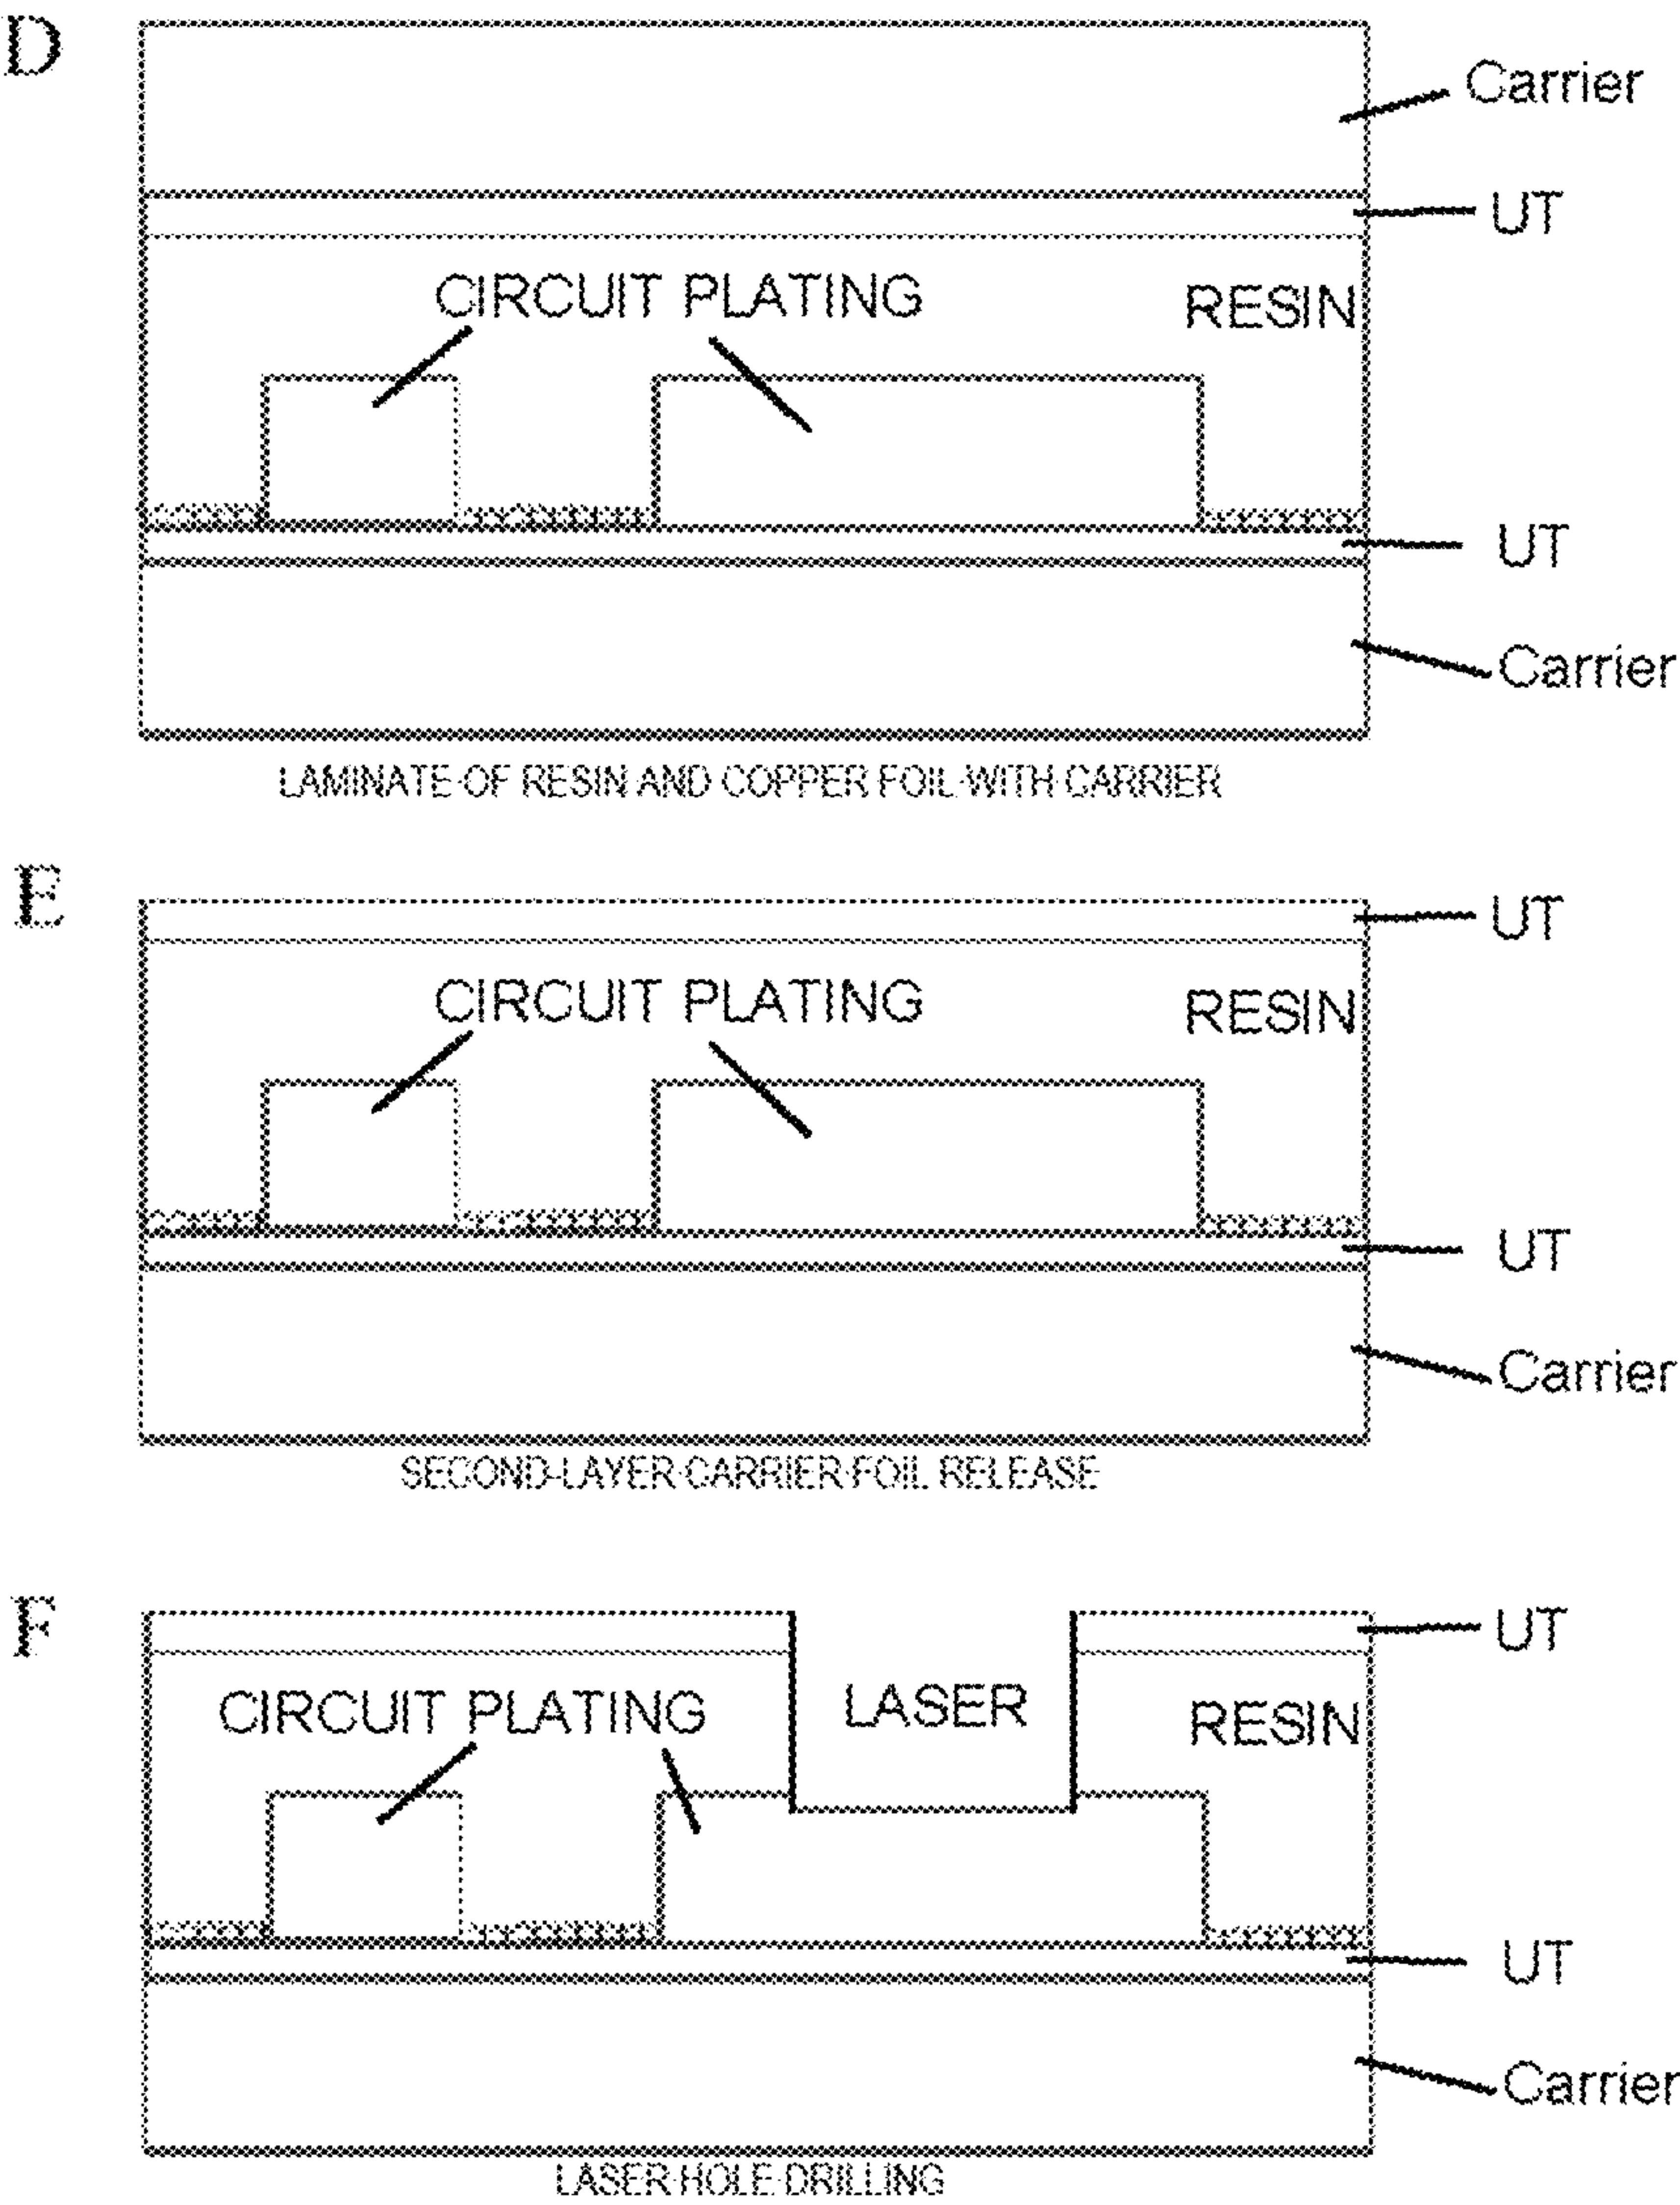 D
Carrier
UT
CIRCUIT PLATING
RESIN
UT
Carrier
LAMINATE OF RESIN AND COPPER FOIL WITH CARRIER
E
UT
CIRCUIT PLATING
RESIN
UT
Carrier
SECOND-LAYER CARRIER FOIL RELEASE
F
UT
CIRCUIT PLATING
LASER
RESIN
UT
Carrier
LASER HOLE DRILLING